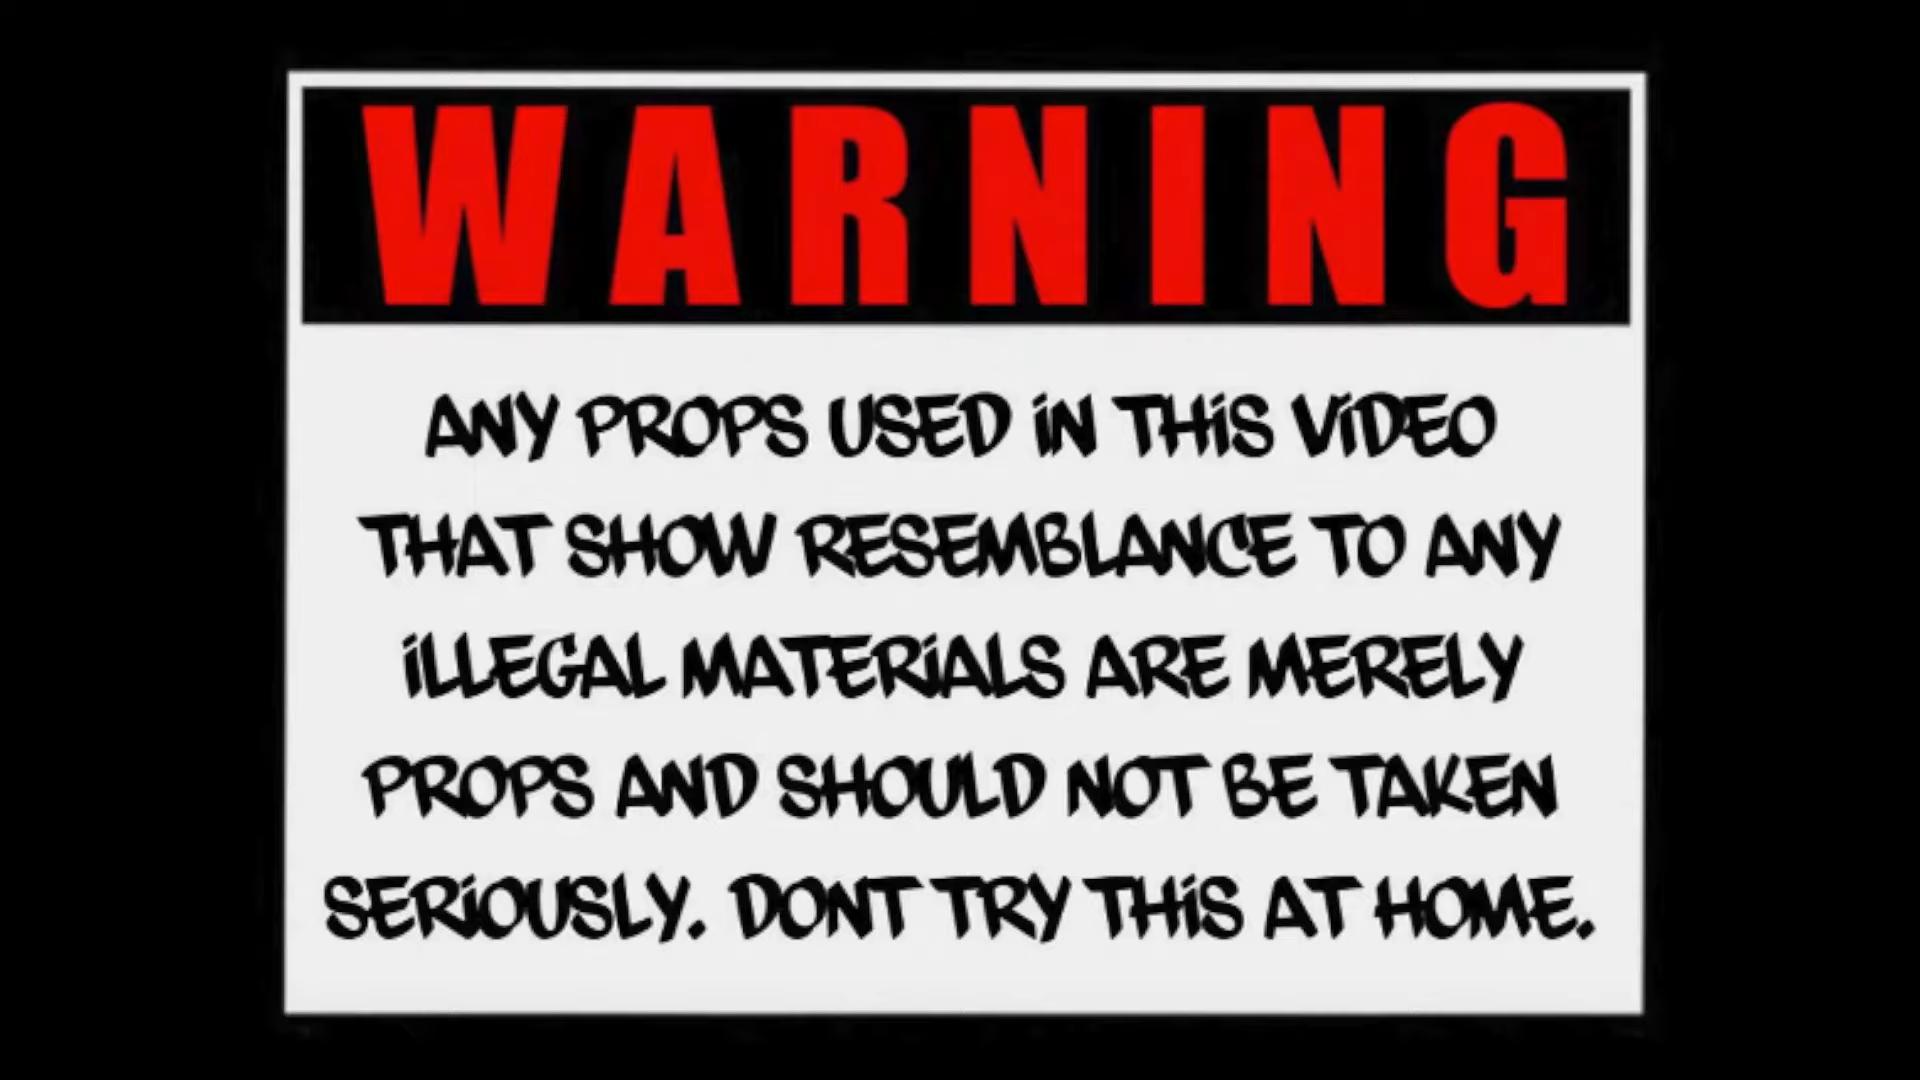 WARNING
ANY PROPS USED iN THiS ViDEO
THAT SHOW RESEMBLANCE TO ANY
iLLEGAL MATERiALS ARE MERELY
PROPS AND SHOULD NOT BE TAKEN
SERiOUSLY. DONT TRY THiS AT HOME.